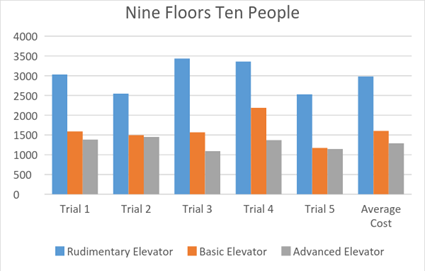 Nine Floors Ten People
4000
3500
3000
2500
2000
1500
1000
500
0
Trial 1 Trial 2 Trial 3 Trial 4 Trial 5 Average
Cost
Rudimentary Elevator Basic Elevator Advanced Elevator